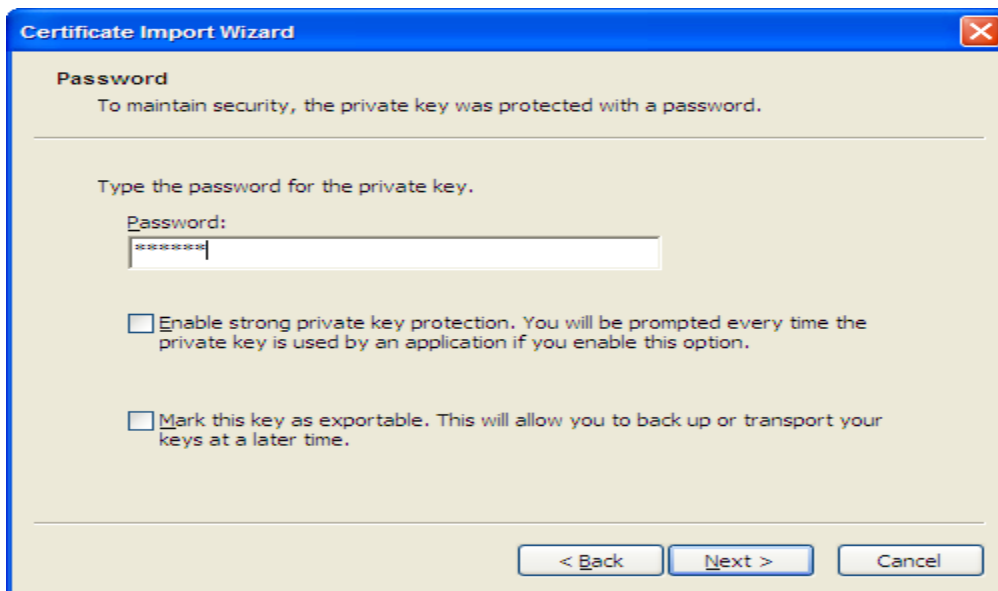 Certificate Import Wizard
Password
To maintain security, the private key was protected with a password.
Type the password for the private key.
Password:
******
Enable strong private key protection. You will be prompted every time the
private key is used by an application if you enable this option.
Mark this key as exportable. This will allow you to back up or transport your
keys at a later time.
< Back
Next >
Cancel